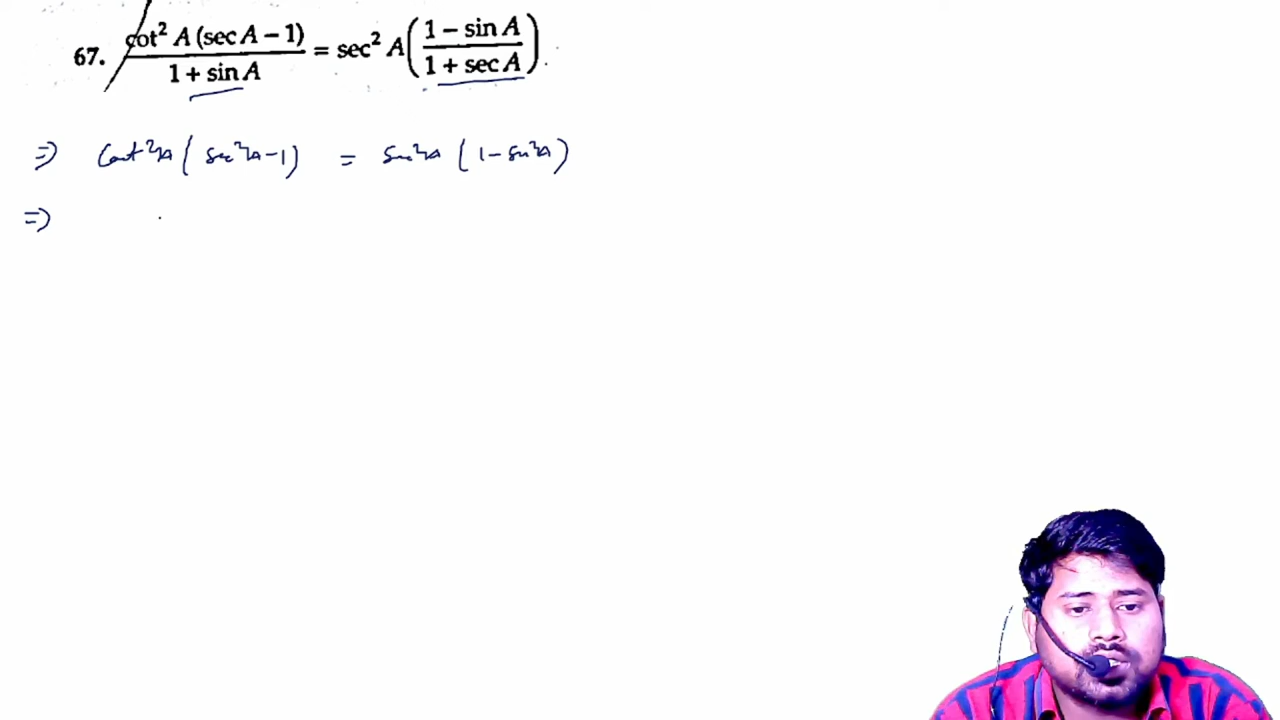 67. cot² A (sec A − 1) / 1 + sin A = sec² A ( 1 − sin A / 1 + sec A ).
⇒ Cot²A ( sec²A − 1 ) = Sec²A ( 1 − sin²A )
⇒